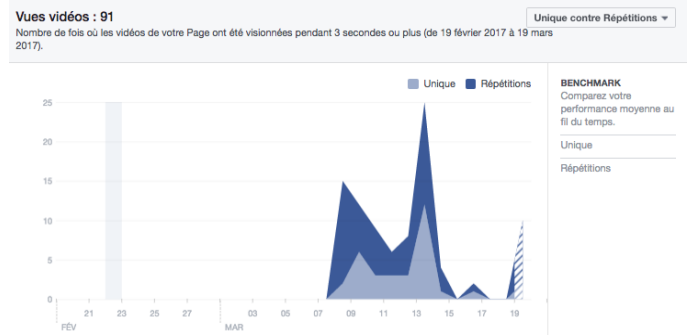 Vues vidéos : 91
Unique contre Répétitions
Nombre de fois où les vidéos de votre Page ont été visionnées pendant 3 secondes ou plus (de 19 février 2017 à 19 mars
2017).
Unique
Répétitions
BENCHMARK
Comparez votre
performance moyenne au
fil du temps.
Unique
Répétitions
25
20
15
10
5
0
21 23 25 27 03 05 07 09 11 13 15 17 19
FÉV MAR